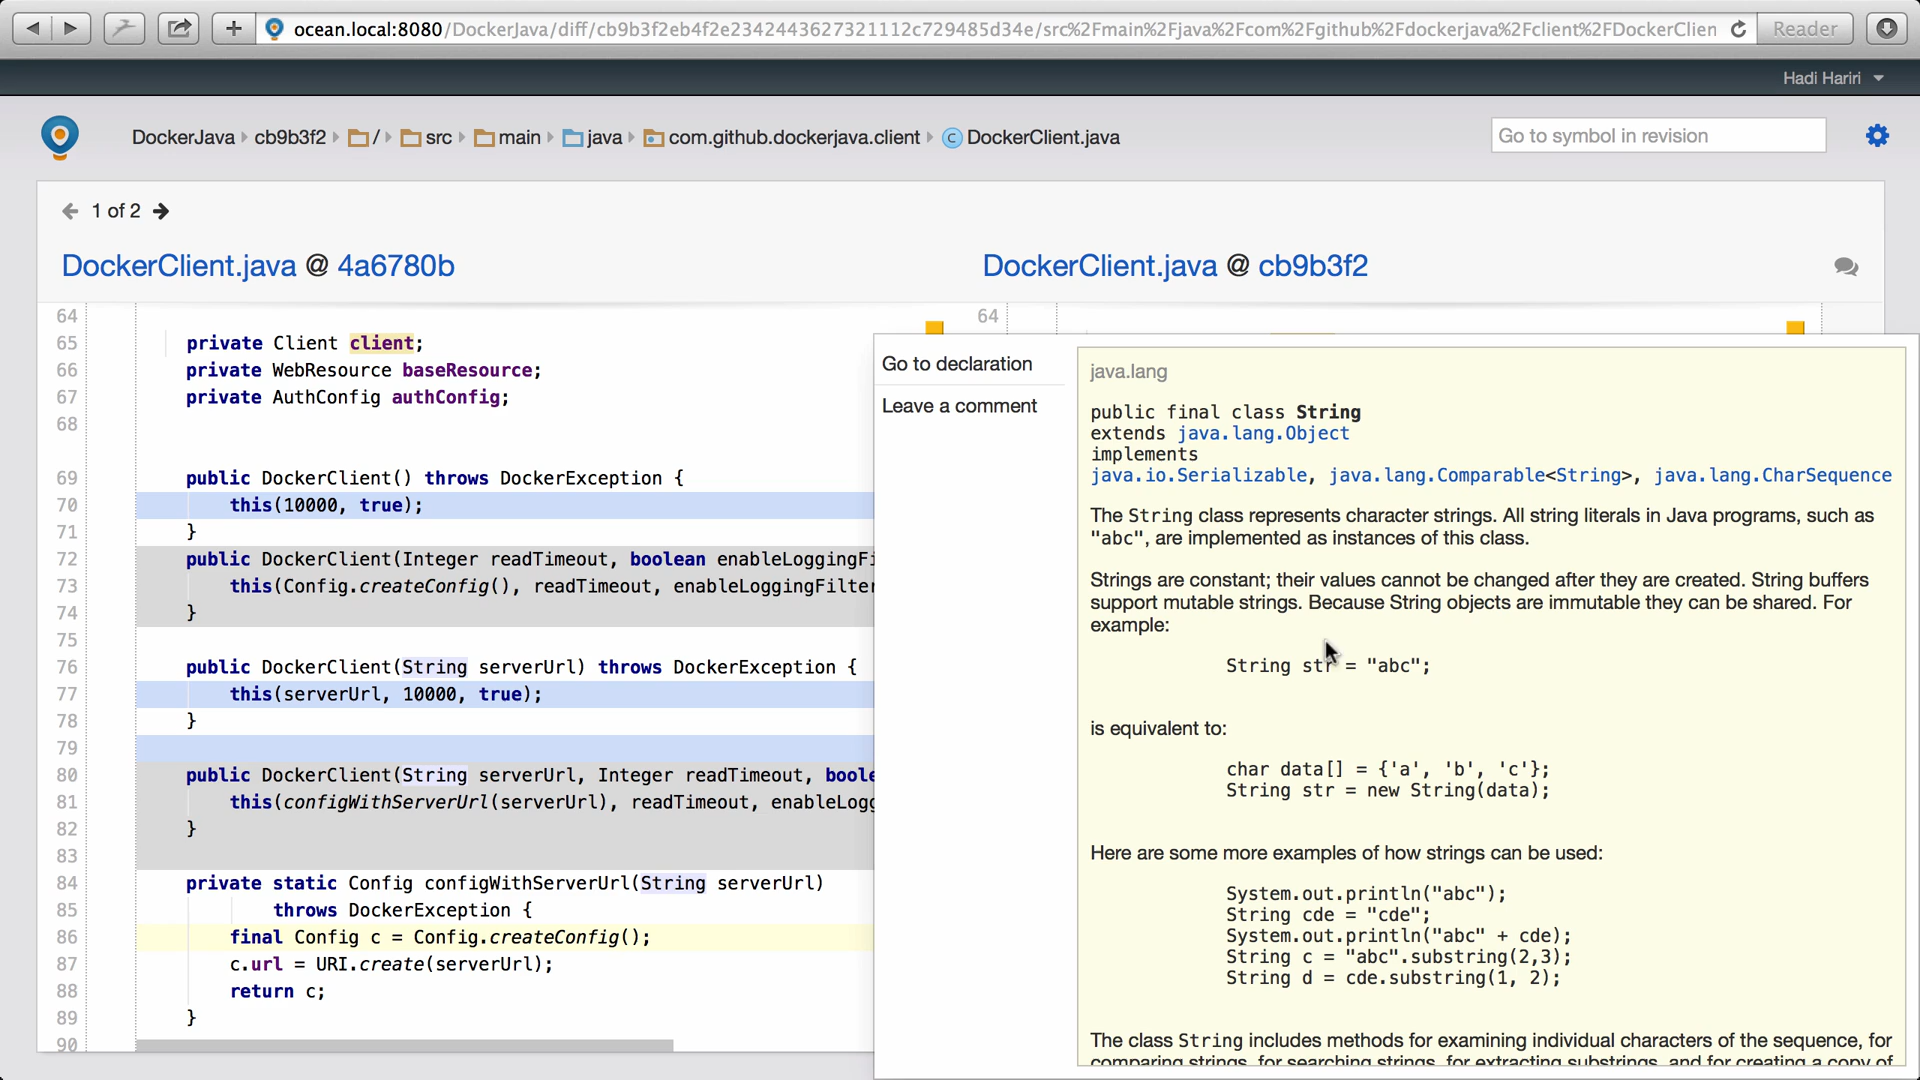 ocean.local:8080/DockerJava/diff/cb9b3f2eb4f2e2342443627321112c729485d34e/src%2Fmain%2Fjava%2Fcom%2Fgithub%2Fdockerjava%2Fclient%2FDockerClien
Reader
Hadi Hariri
DockerJava cb9b3f2 / src main java com.github.dockerjava.client C DockerClient.java
Go to symbol in revision
1 of 2
DockerClient.java @ 4a6780b
DockerClient.java @ cb9b3f2
64
64
65 private Client client;
66 private WebResource baseResource;
67 private AuthConfig authConfig;
68
69 public DockerClient() throws DockerException {
70 this(10000, true);
71 }
72 public DockerClient(Integer readTimeout, boolean enableLoggingFi
73 this(Config.createConfig(), readTimeout, enableLoggingFilter
74 }
75
76 public DockerClient(String serverUrl) throws DockerException {
77 this(serverUrl, 10000, true);
78 }
79
80 public DockerClient(String serverUrl, Integer readTimeout, boole
81 this(configWithServerUrl(serverUrl), readTimeout, enableLogg
82 }
83
84 private static Config configWithServerUrl(String serverUrl)
85 throws DockerException {
86 final Config c = Config.createConfig();
87 c.url = URI.create(serverUrl);
88 return c;
89 }
90
Go to declaration
Leave a comment
java.lang
public final class String
extends java.lang.Object
implements
java.io.Serializable, java.lang.Comparable<String>, java.lang.CharSequence
The String class represents character strings. All string literals in Java programs, such as
"abc", are implemented as instances of this class.
Strings are constant; their values cannot be changed after they are created. String buffers
support mutable strings. Because String objects are immutable they can be shared. For
example:
String str = "abc";
is equivalent to:
char data[] = {'a', 'b', 'c'};
String str = new String(data);
Here are some more examples of how strings can be used:
System.out.println("abc");
String cde = "cde";
System.out.println("abc" + cde);
String c = "abc".substring(2,3);
String d = cde.substring(1, 2);
The class String includes methods for examining individual characters of the sequence, for
comparing strings, for searching strings, for extracting substrings, and for creating a copy of